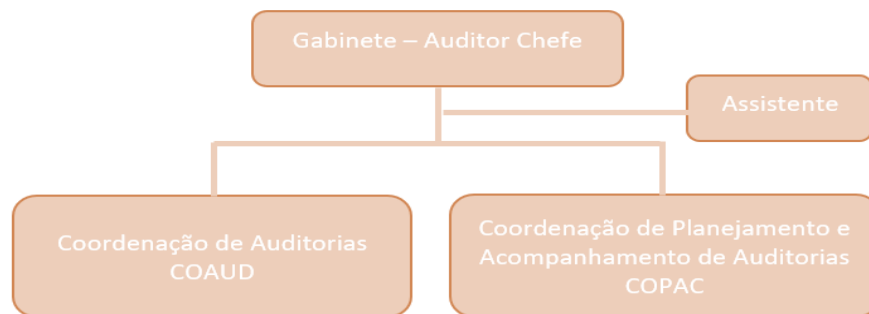 Gabinete – Auditor Chefe
Assistente
Coordenação de Auditorias
COAUD
Coordenação de Planejamento e
Acompanhamento de Auditorias
COPAC